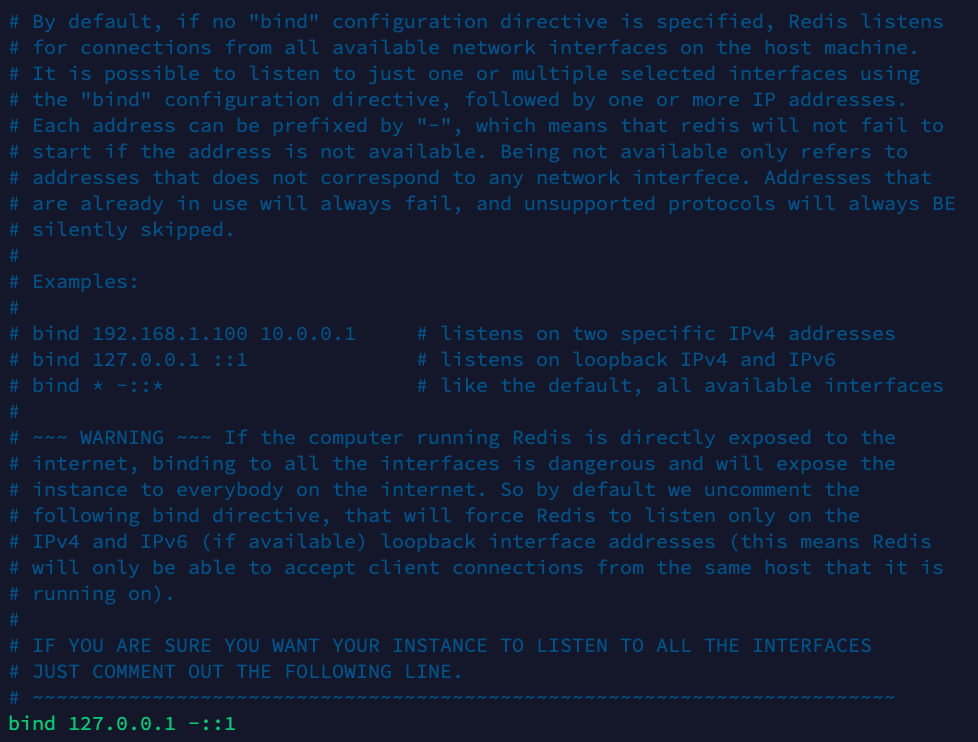 # By default, if no "bind" configuration directive is specified, Redis listens
# for connections from all available network interfaces on the host machine.
# It is possible to listen to just one or multiple selected interfaces using
# the "bind" configuration directive, followed by one or more IP addresses.
# Each address can be prefixed by "-", which means that redis will not fail to
# start if the address is not available. Being not available only refers to
# addresses that does not correspond to any network interfece. Addresses that
# are already in use will always fail, and unsupported protocols will always BE
# silently skipped.
#
# Examples:
#
# bind 192.168.1.100 10.0.0.1     # listens on two specific IPv4 addresses
# bind 127.0.0.1 ::1              # listens on loopback IPv4 and IPv6
# bind * -::*                     # like the default, all available interfaces
#
# ~~~ WARNING ~~~ If the computer running Redis is directly exposed to the
# internet, binding to all the interfaces is dangerous and will expose the
# instance to everybody on the internet. So by default we uncomment the
# following bind directive, that will force Redis to listen only on the
# IPv4 and IPv6 (if available) loopback interface addresses (this means Redis
# will only be able to accept client connections from the same host that it is
# running on).
#
# IF YOU ARE SURE YOU WANT YOUR INSTANCE TO LISTEN TO ALL THE INTERFACES
# JUST COMMENT OUT THE FOLLOWING LINE.
# ~~~~~~~~~~~~~~~~~~~~~~~~~~~~~~~~~~~~~~~~~~~~~~~~~~~~~~~~~~~~~~~~~~~~~~~~
bind 127.0.0.1 -::1